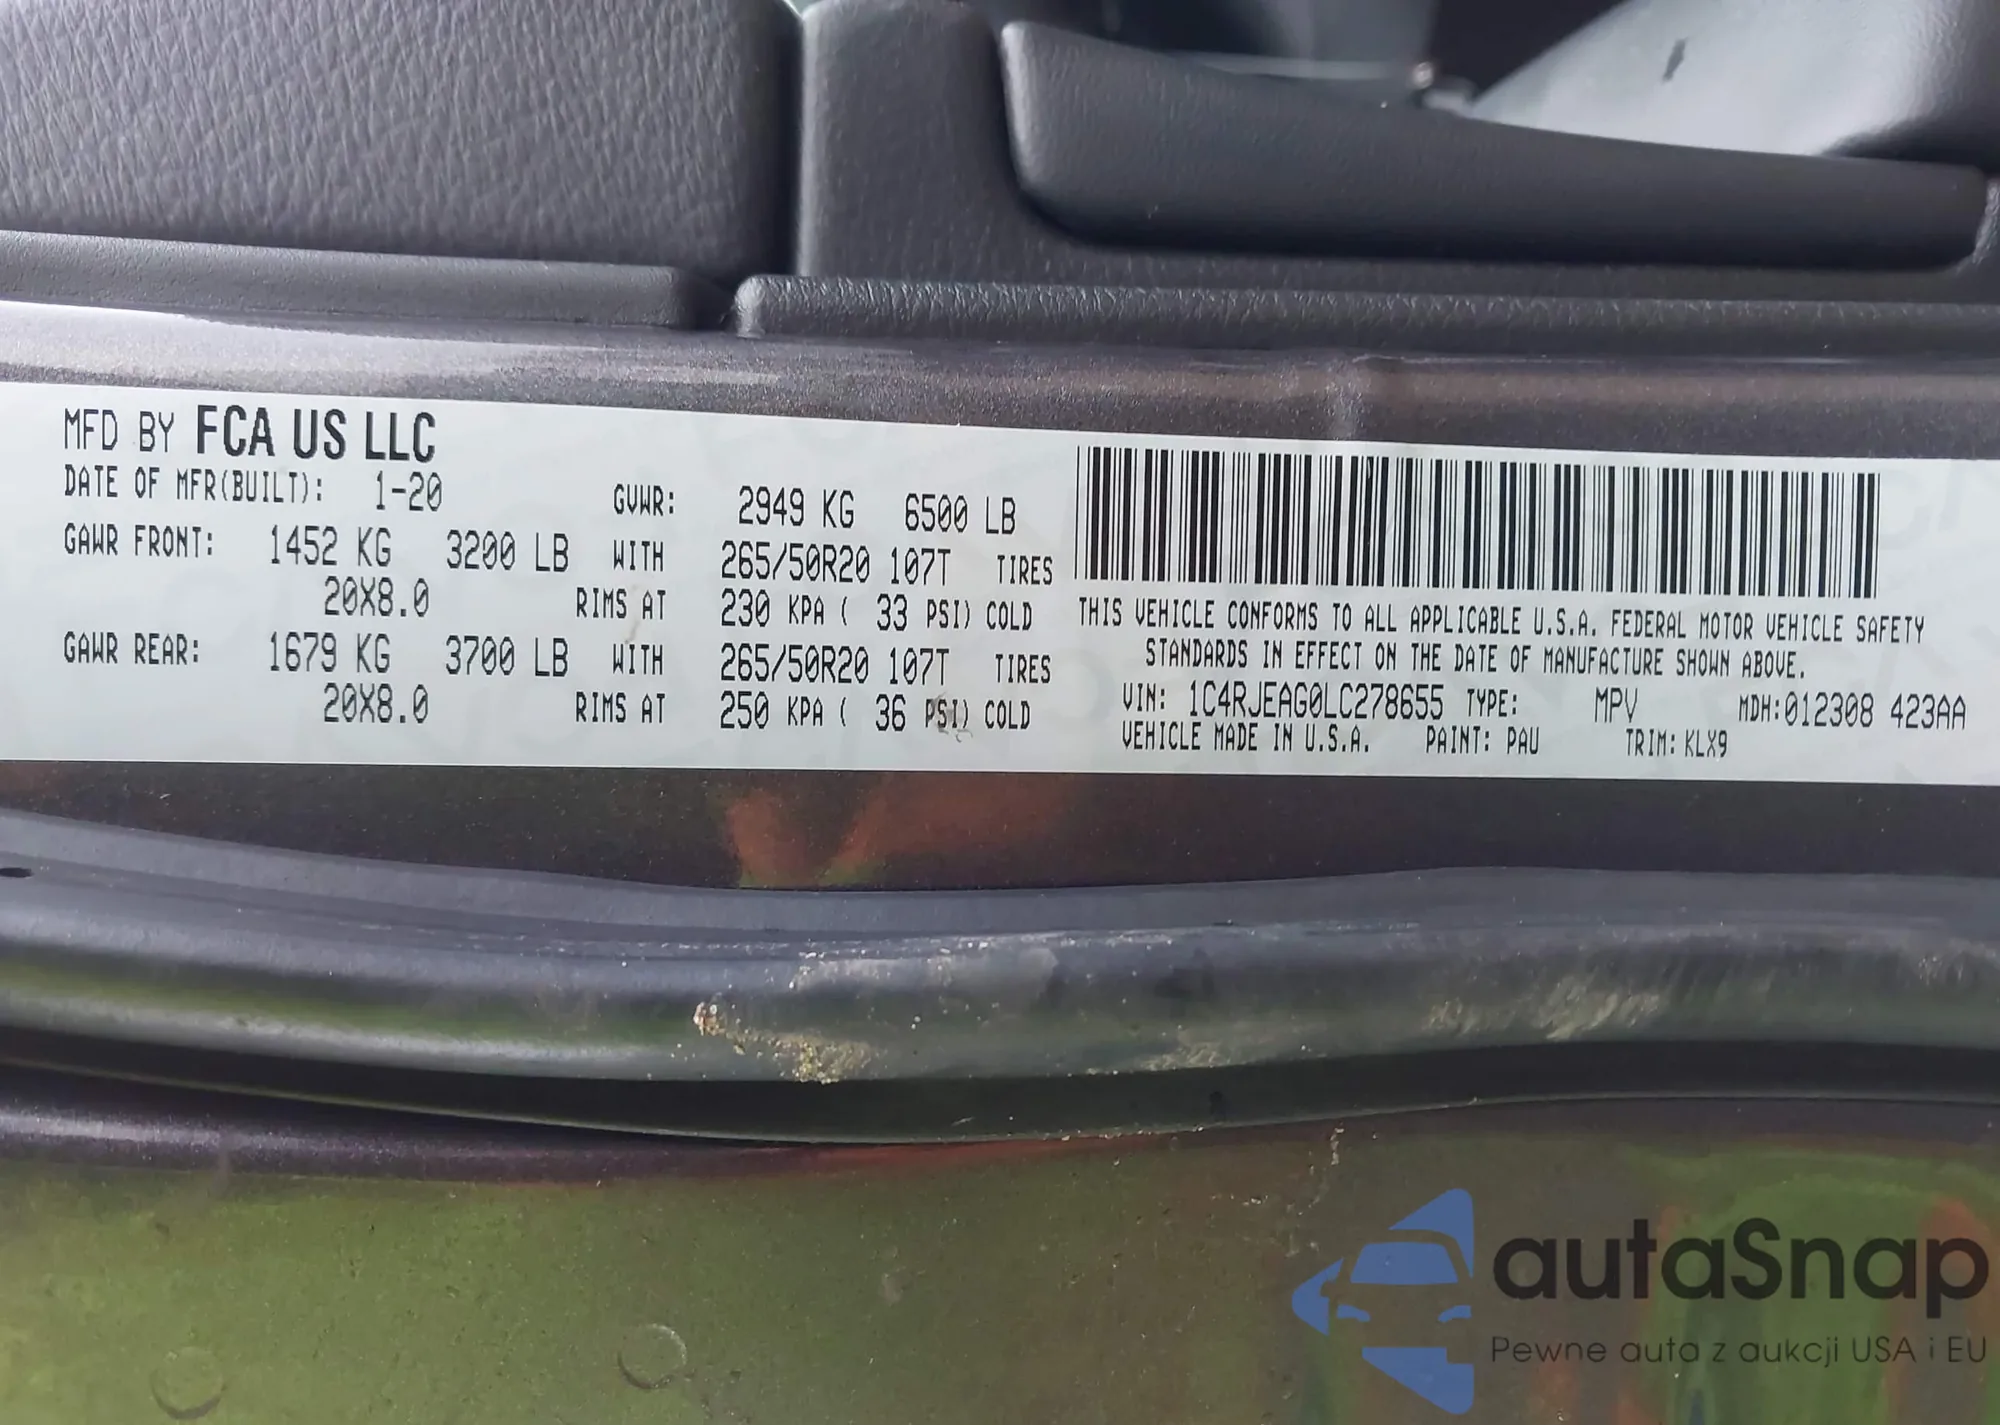 MFD BY FCA US LLC
DATE OF MFR(BUILT): 1-20 GVWR: 2949 KG 6500 LB
GAWR FRONT: 1452 KG 3200 LB WITH 265/50R20 107T TIRES
20X8.0 RIMS AT 230 KPA ( 33 PSI) COLD
GAWR REAR: 1679 KG 3700 LB WITH 265/50R20 107T TIRES
20X8.0 RIMS AT 250 KPA ( 36 PSI) COLD
THIS VEHICLE CONFORMS TO ALL APPLICABLE U.S.A. FEDERAL MOTOR VEHICLE SAFETY
STANDARDS IN EFFECT ON THE DATE OF MANUFACTURE SHOWN ABOVE.
VIN: 1C4RJEAG0LC278655 TYPE: MPV MDH:012308 423AA
VEHICLE MADE IN U.S.A. PAINT: PAU TRIM: KLX9
autaSnap
Pewne auta z aukcji USA i EU